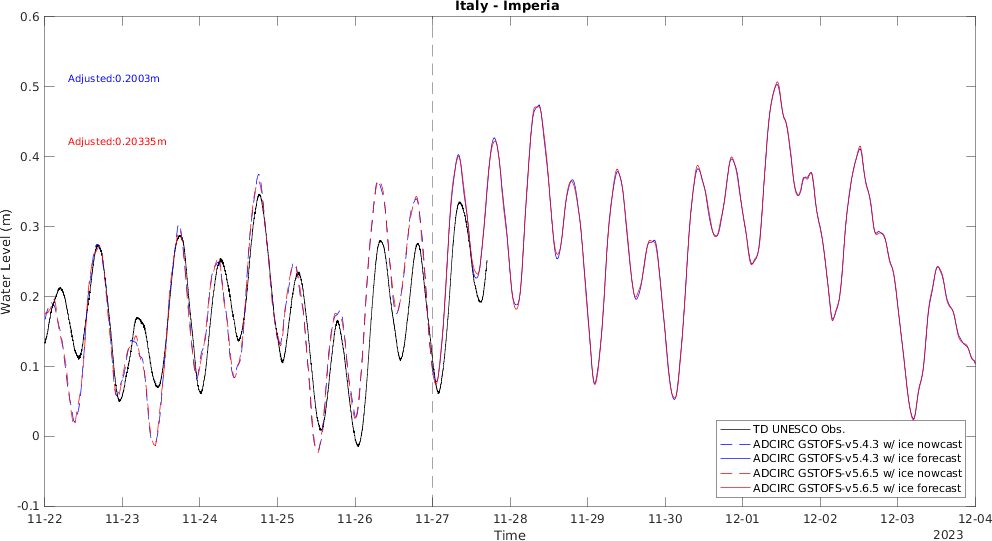 Italy - Imperia
0.6
0.5
0.4
0.3
0.2
0.1
0
-0.1
Water Level (m)
Adjusted:0.2003m
Adjusted:0.20335m
TD UNESCO Obs.
ADCIRC GSTOFS-v5.4.3 w/ ice nowcast
ADCIRC GSTOFS-v5.4.3 w/ ice forecast
ADCIRC GSTOFS-v5.6.5 w/ ice nowcast
ADCIRC GSTOFS-v5.6.5 w/ ice forecast
11-22 11-23 11-24 11-25 11-26 11-27 11-28 11-29 11-30 12-01 12-02 12-03 12-04
Time
2023